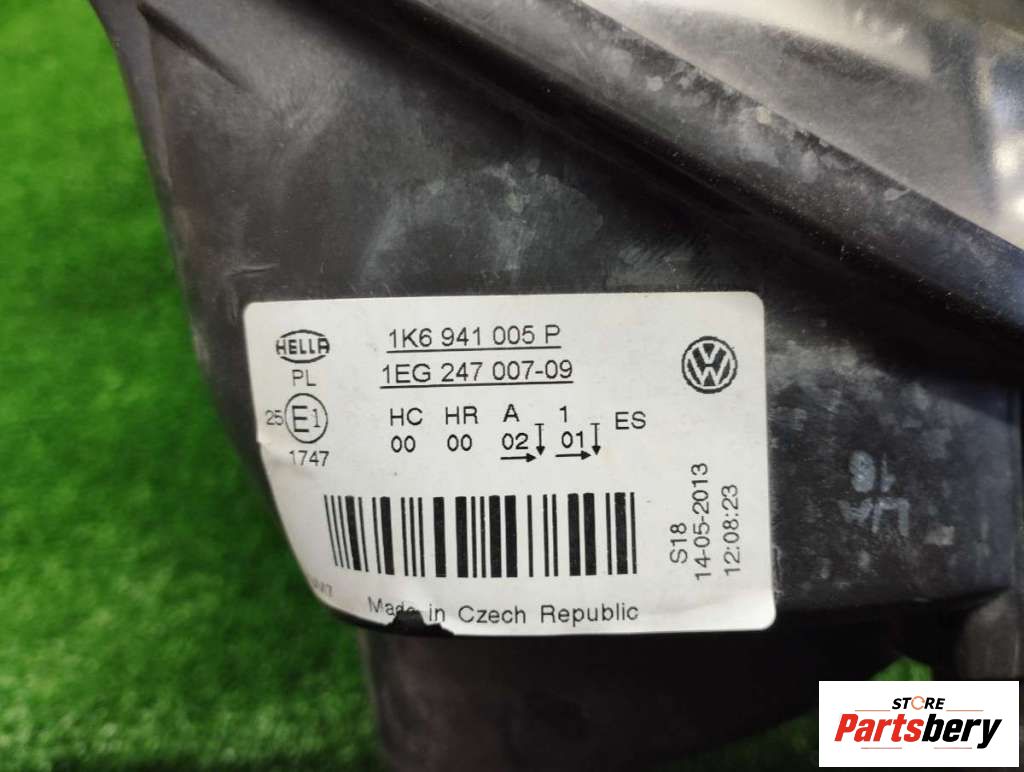 HELLA
1K6 941 005 P
1EG 247 007-09
PL
25 E1
1747
HC HR A 1 ES
00 00 02 01
S18
14-05-2013
12:08:23
Made in Czech Republic
STORE
Partsbery